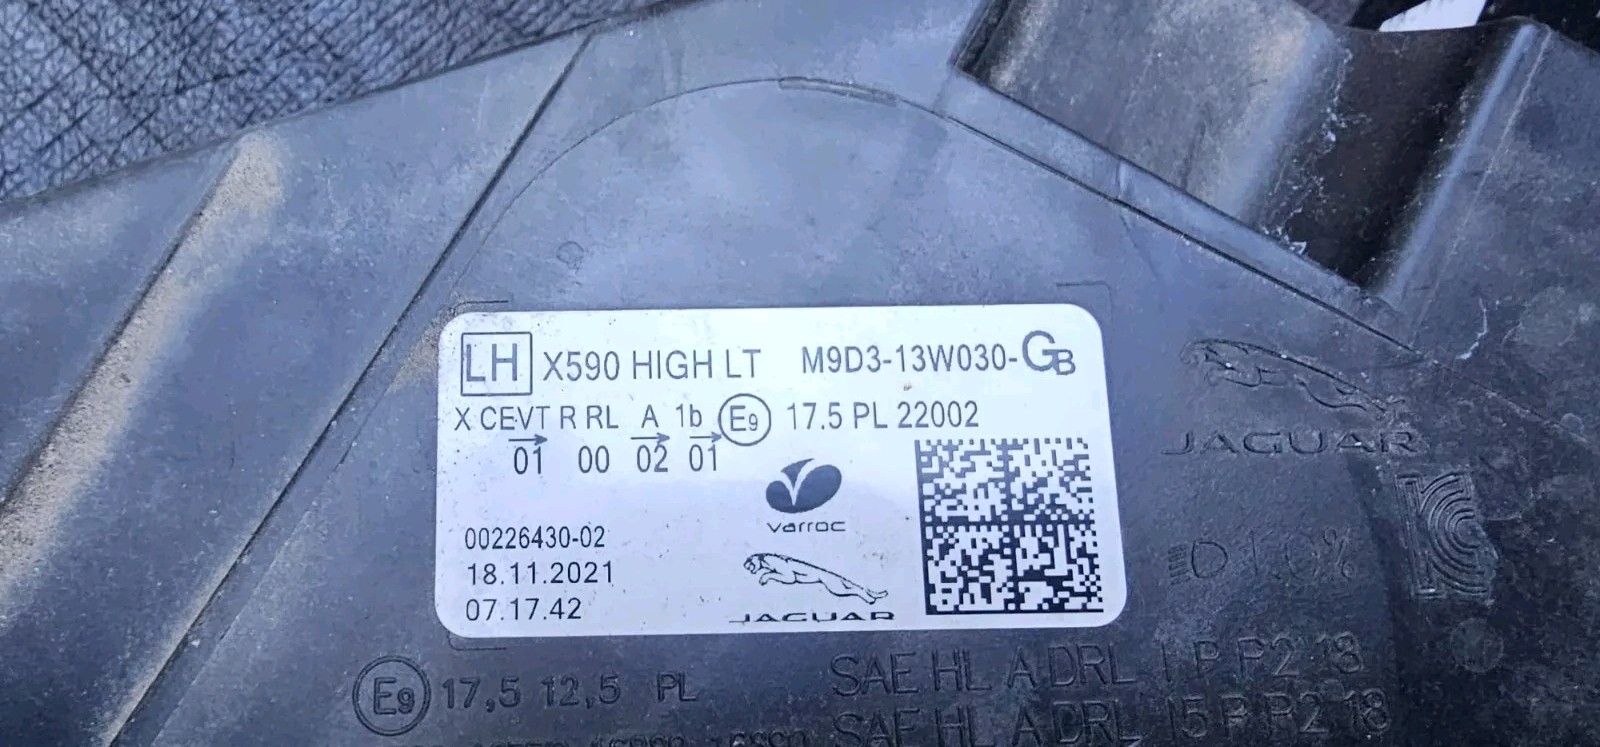 LH X590 HIGH LT M9D3-13W030-GB
X CEVT R RL A 1b E9 17.5 PL 22002
01 00 02 01
varroc
00226430-02
18.11.2021
07.17.42
JAGUAR
JAGUAR
1.0%
E9 17,5 12,5 PL
SAE HL A DRL I P P2 18
SAE HL A DRL I5 P P2 18